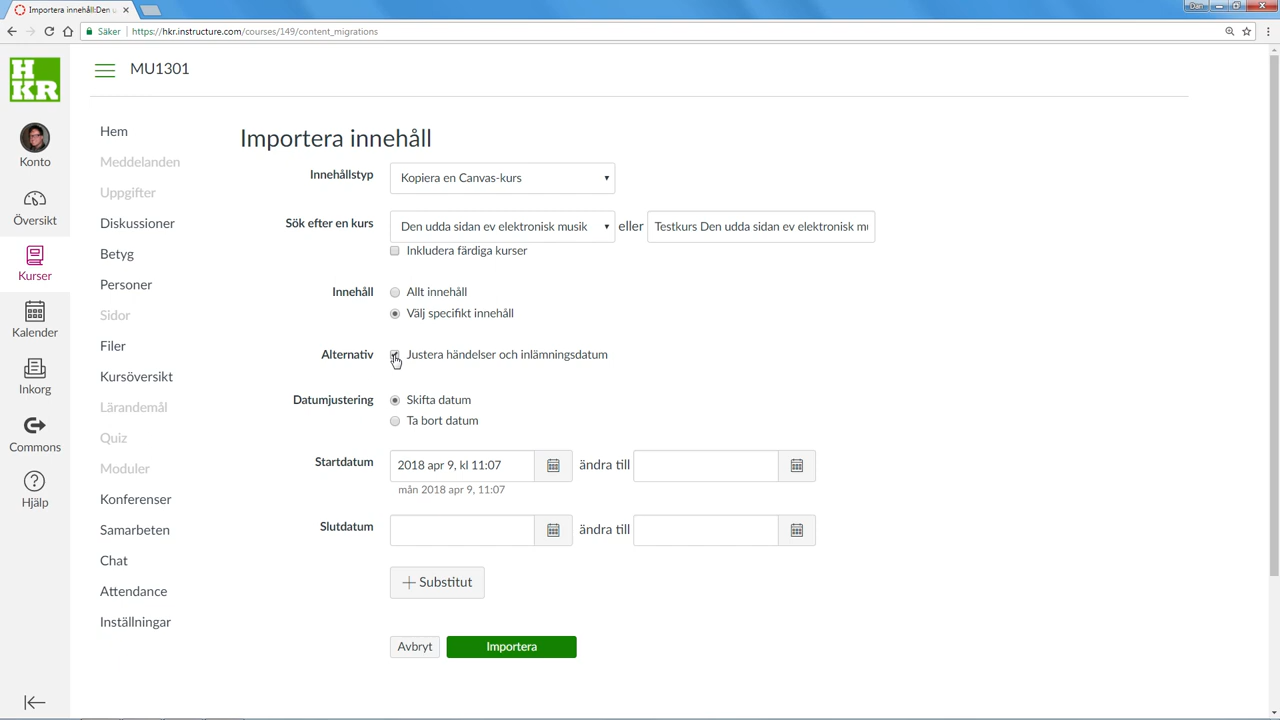 Importera innehåll:Den u
Dan
Säker
https://hkr.instructure.com/courses/149/content_migrations
H
KR
MU1301
Konto
Översikt
Kurser
Kalender
Inkorg
Commons
Hjälp
Hem
Meddelanden
Uppgifter
Diskussioner
Betyg
Personer
Sidor
Filer
Kursöversikt
Lärandemål
Quiz
Moduler
Konferenser
Samarbeten
Chat
Attendance
Inställningar
Importera innehåll
Innehållstyp Kopiera en Canvas-kurs
Sök efter en kurs Den udda sidan ev elektronisk musik eller Testkurs Den udda sidan ev elektronisk mu
Inkludera färdiga kurser
Innehåll Allt innehåll
Välj specifikt innehåll
Alternativ Justera händelser och inlämningsdatum
Datumjustering Skifta datum
Ta bort datum
Startdatum 2018 apr 9, kl 11:07 ändra till
mån 2018 apr 9, 11:07
Slutdatum ändra till
+ Substitut
Avbryt Importera